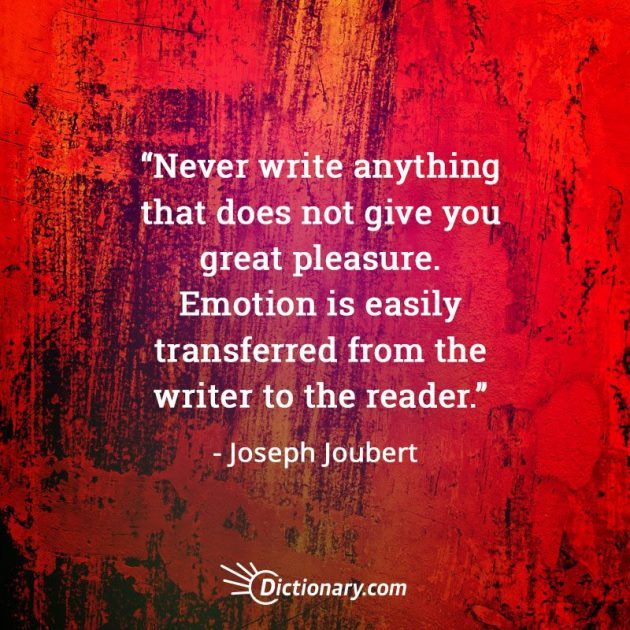 “Never write anything
that does not give you
great pleasure.
Emotion is easily
transferred from the
writer to the reader.”
- Joseph Joubert
Dictionary.com